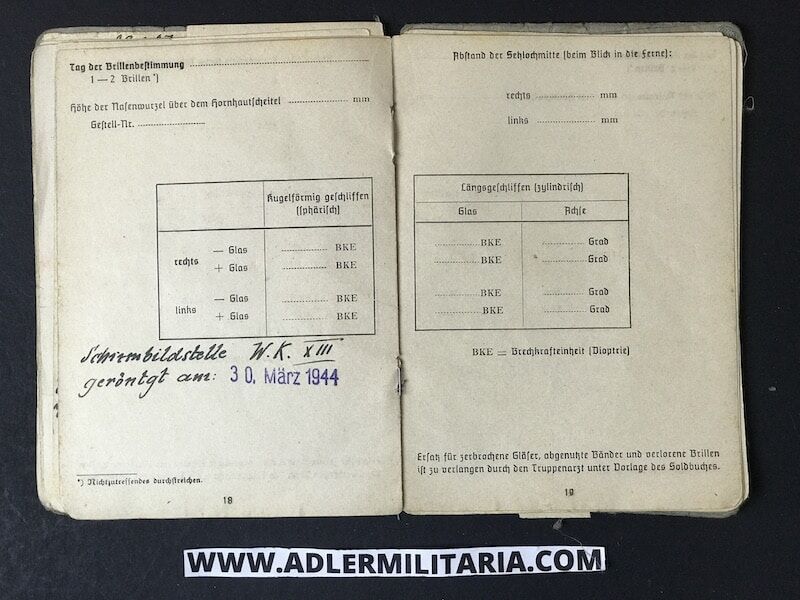 Tag der Brillenbestimmung
1 — 2 Brillen *)
Höhe der Nasenwurzel über dem Hornhautscheitel mm
Gestell-Nr.
Kugelförmig geschliffen
(sphärisch)
rechts
— Glas BKE
+ Glas BKE
links
— Glas BKE
+ Glas BKE
Schirmbildstelle W.K. XIII
geröntgt am: 30. März 1944
*) Nichtzutreffendes durchstreichen.
18
Abstand der Sehlochmitte (beim Blick in die Ferne):
rechts mm
links mm
Längsgeschliffen (zylindrisch)
Glas Achse
BKE Grad
BKE Grad
BKE Grad
BKE Grad
BKE = Brechkrafteinheit (Dioptrie)
Ersatz für zerbrochene Gläser, abgenutzte Bänder und verlorene Brillen
ist zu verlangen durch den Truppenarzt unter Vorlage des Soldbuches.
19
WWW.ADLERMILITARIA.COM